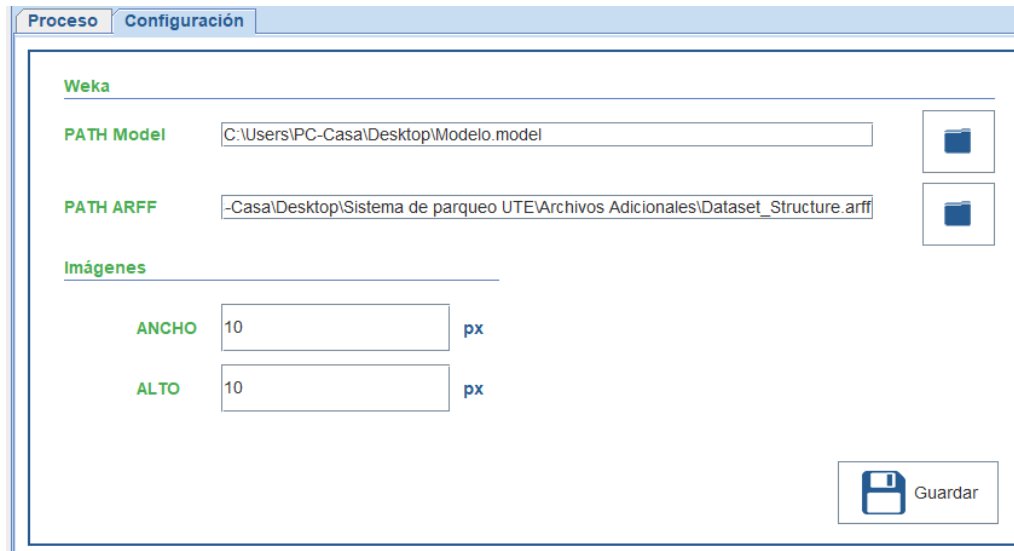 Proceso Configuración
Weka
PATH Model C:\Users\PC-Casa\Desktop\Modelo.model
PATH ARFF -Casa\Desktop\Sistema de parqueo UTE\Archivos Adicionales\Dataset_Structure.arff
Imágenes
ANCHO 10 px
ALTO 10 px
Guardar